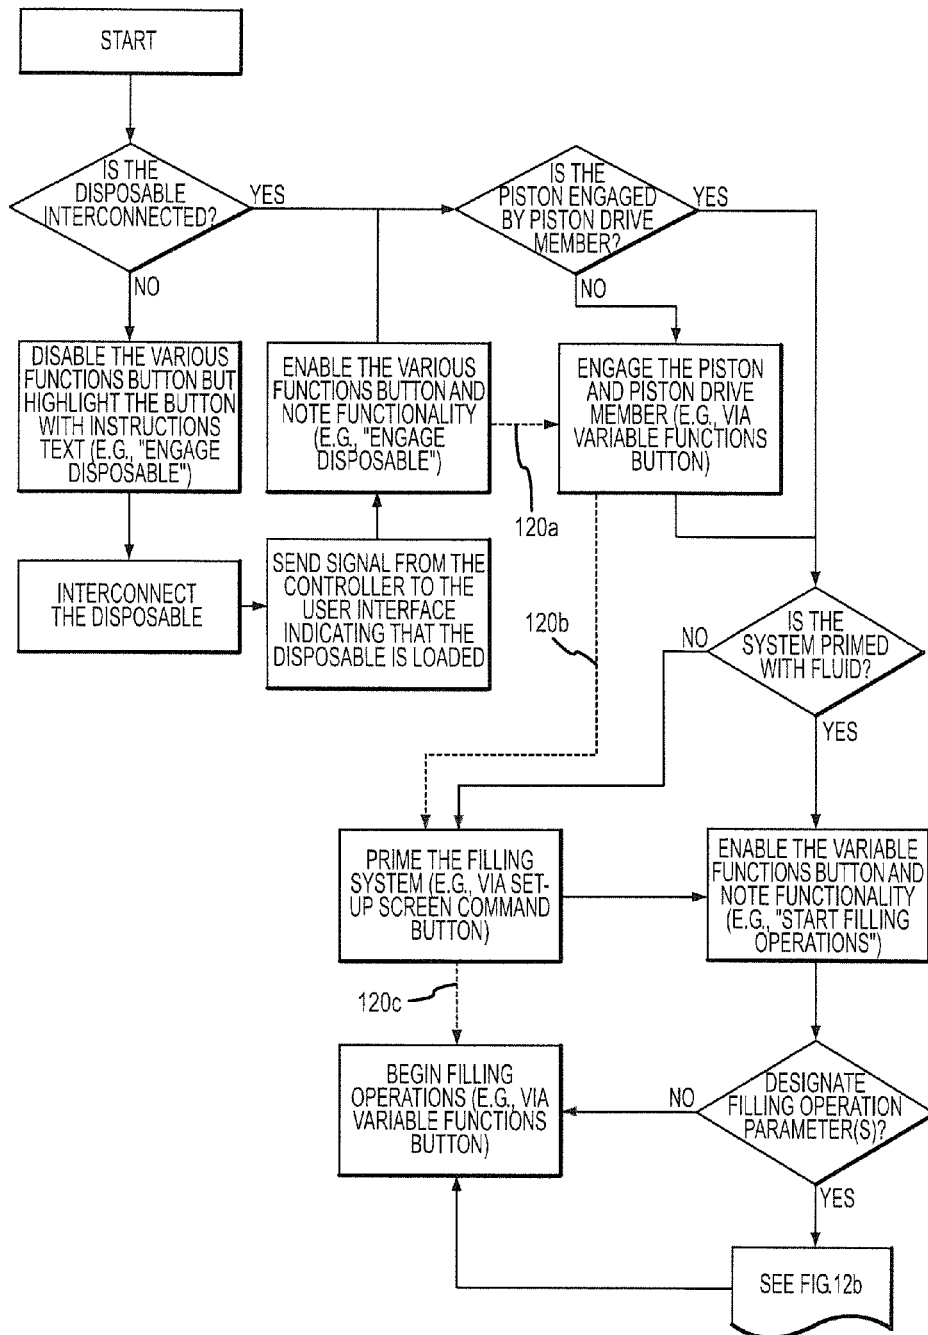 START
IS THE
DISPOSABLE
INTERCONNECTED?
YES
NO
IS THE
PISTON ENGAGED
BY PISTON DRIVE
MEMBER?
YES
NO
DISABLE THE VARIOUS
FUNCTIONS BUTTON BUT
HIGHLIGHT THE BUTTON
WITH INSTRUCTIONS
TEXT (E.G., "ENGAGE
DISPOSABLE")
ENABLE THE VARIOUS
FUNCTIONS BUTTON AND
NOTE FUNCTIONALITY
(E.G., "ENGAGE
DISPOSABLE")
ENGAGE THE PISTON
AND PISTON DRIVE
MEMBER (E.G., VIA
VARIABLE FUNCTIONS
BUTTON)
120a
INTERCONNECT
THE DISPOSABLE
SEND SIGNAL FROM THE
CONTROLLER TO THE
USER INTERFACE
INDICATING THAT THE
DISPOSABLE IS LOADED
120b
NO
IS THE
SYSTEM PRIMED
WITH FLUID?
YES
PRIME THE FILLING
SYSTEM (E.G., VIA SET-
UP SCREEN COMMAND
BUTTON)
ENABLE THE VARIABLE
FUNCTIONS BUTTON AND
NOTE FUNCTIONALITY
(E.G., "START FILLING
OPERATIONS")
120c
BEGIN FILLING
OPERATIONS (E.G., VIA
VARIABLE FUNCTIONS
BUTTON)
NO
DESIGNATE
FILLING OPERATION
PARAMETER(S)?
YES
SEE FIG.12b